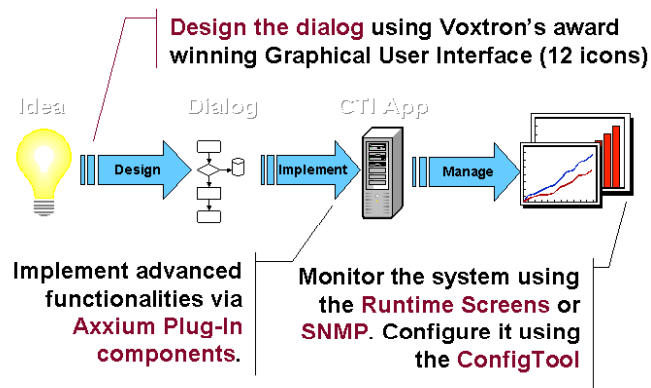 Design the dialog using Voxtron's award
winning Graphical User Interface (12 icons)
Idea
Dialog
CTI App
Design
Implement
Manage
Implement advanced
functionalities via
Axxium Plug-In
components.
Monitor the system using
the Runtime Screens or
SNMP. Configure it using
the ConfigTool